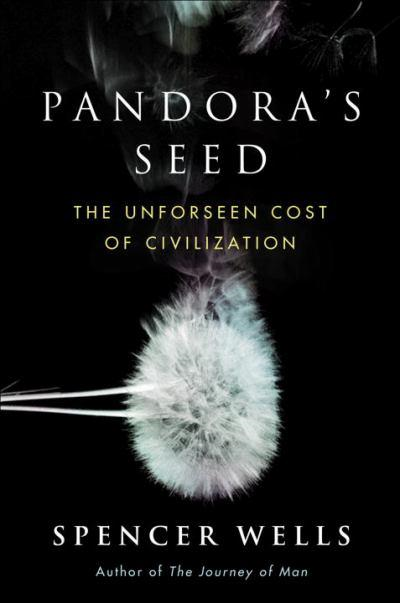 PANDORA'S
SEED
THE UNFORSEEN COST
OF CIVILIZATION
SPENCER WELLS
Author of The Journey of Man